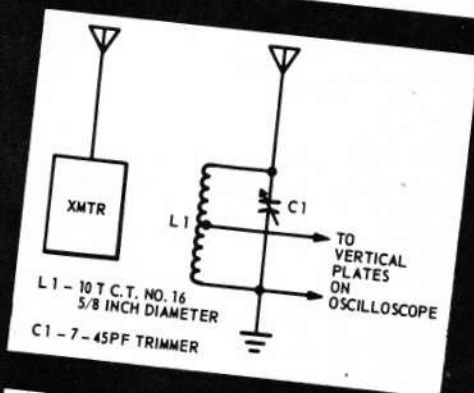 XMTR
L1
C1
TO
VERTICAL
PLATES
ON
OSCILLOSCOPE
L1 - 10 T C.T. NO. 16
5/8 INCH DIAMETER
C1 - 7 - 45PF TRIMMER